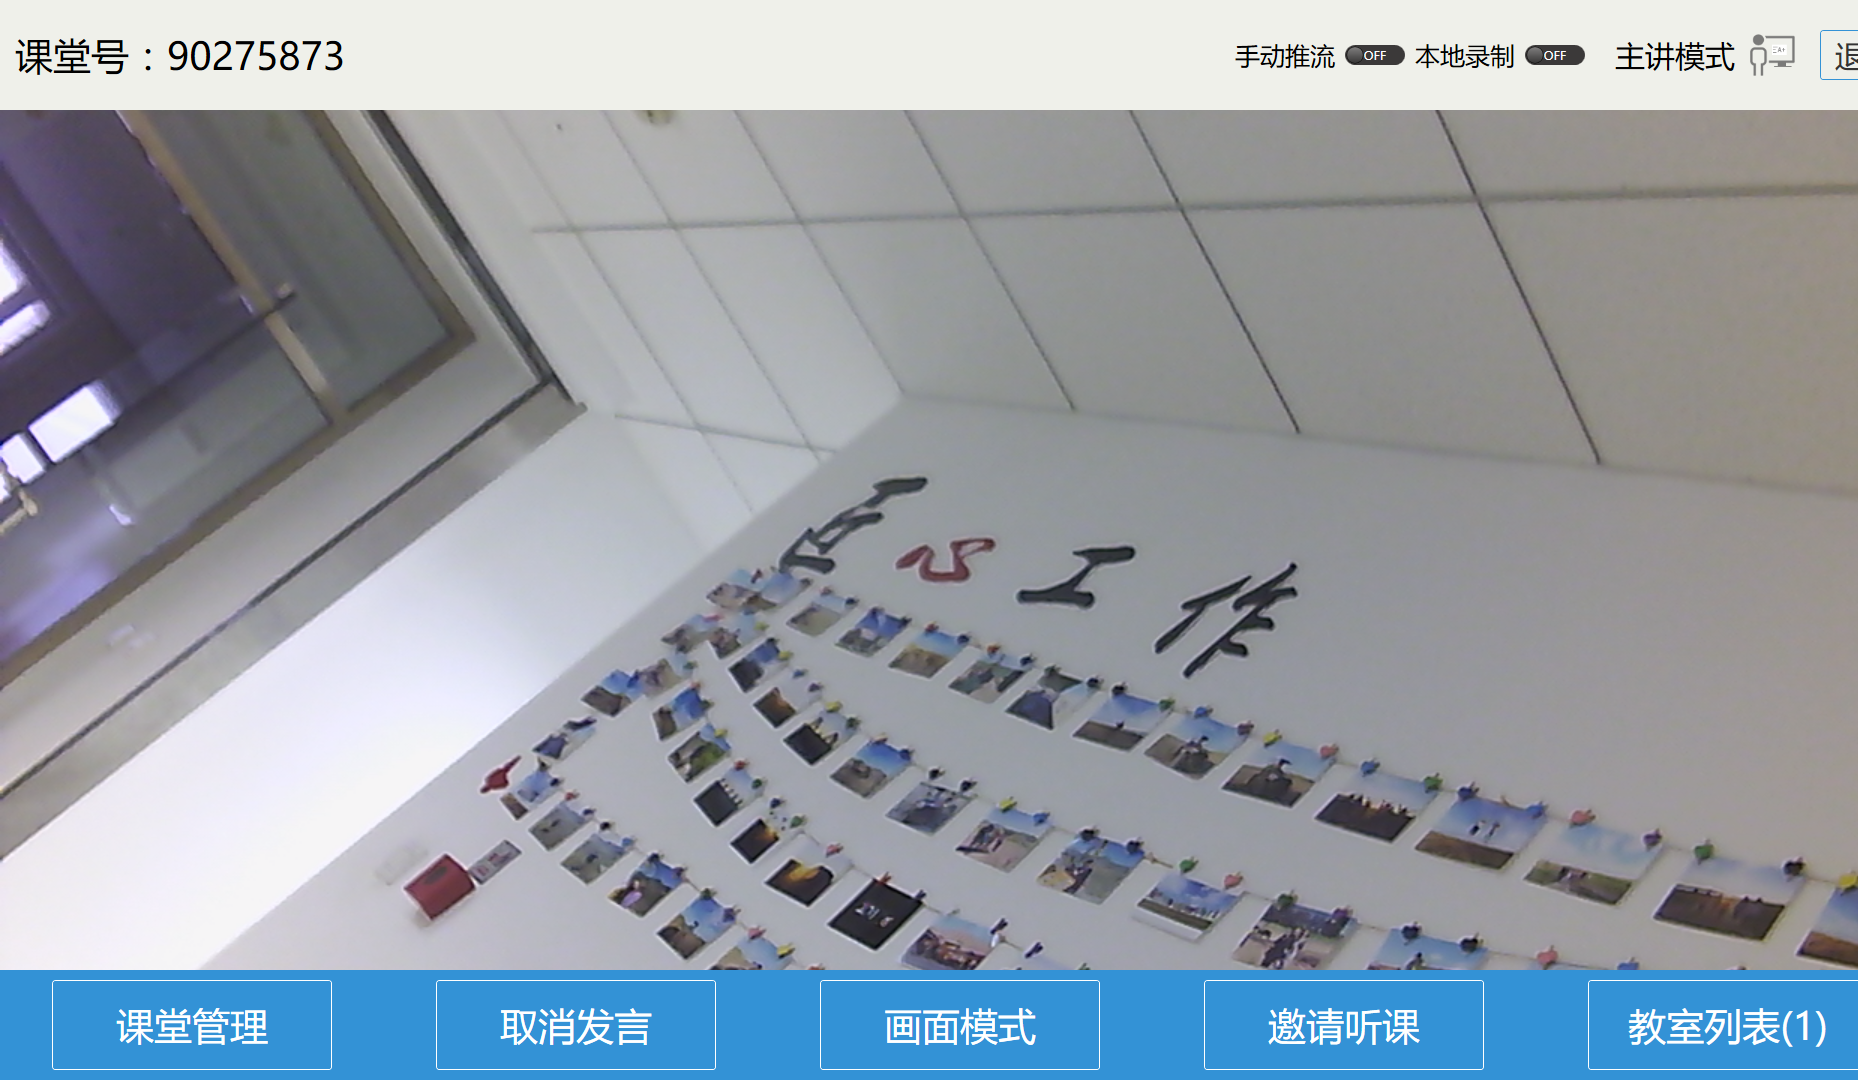 课堂号：90275873
手动推流 OFF 本地录制 OFF 主讲模式 退
匠心工作
课堂管理 取消发言 画面模式 邀请听课 教室列表(1)